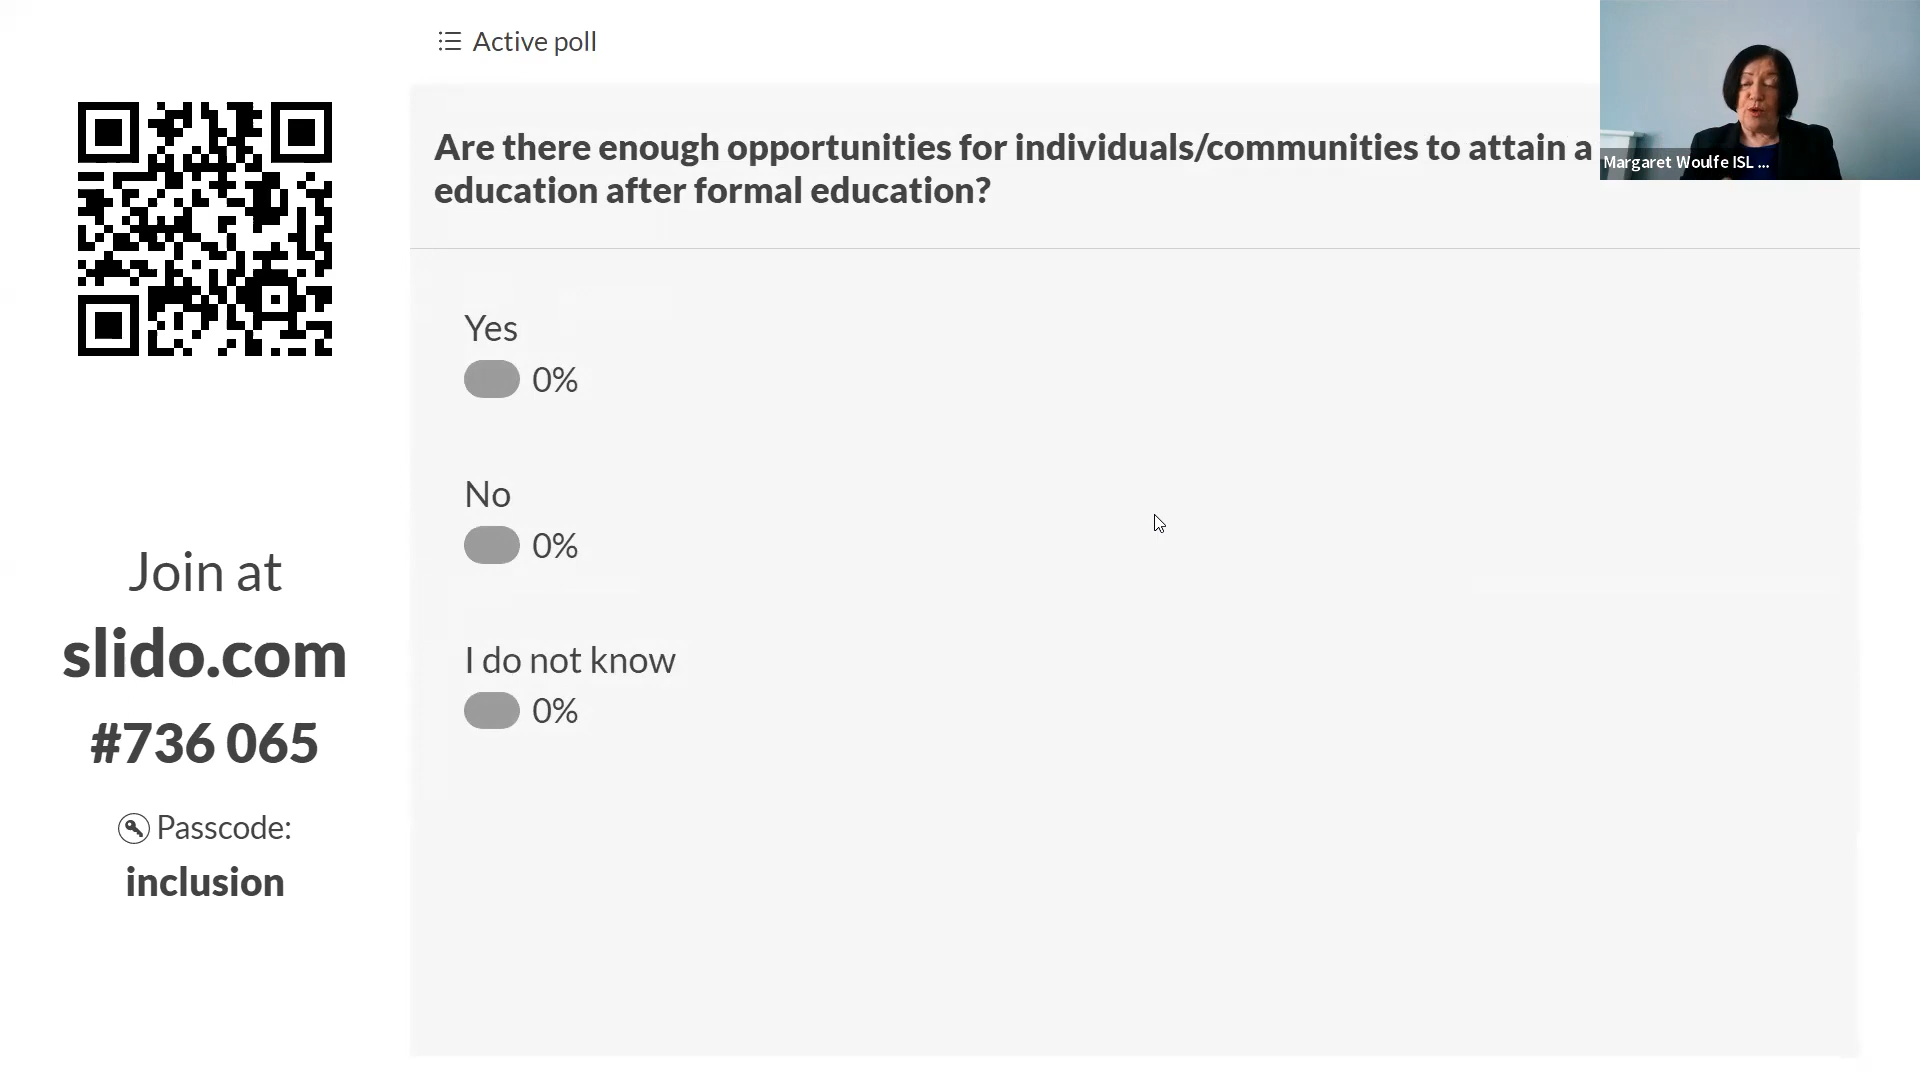 Active poll
Are there enough opportunities for individuals/communities to attain a
education after formal education?
Margaret Woulfe ISL ...
Yes
0%
No
0%
I do not know
0%
Join at
slido.com
#736 065
Passcode:
inclusion